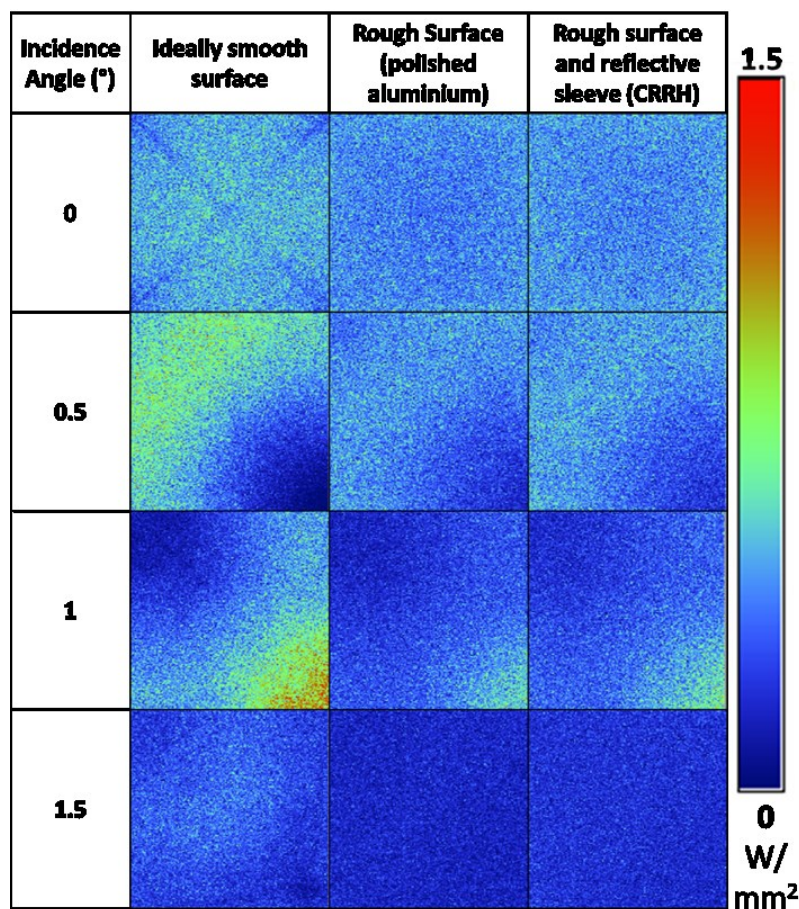 Incidence Angle (°)
Ideally smooth surface
Rough Surface (polished aluminium)
Rough surface and reflective sleeve (CRRH)
1.5
0
0.5
1
1.5
0
W/
mm²